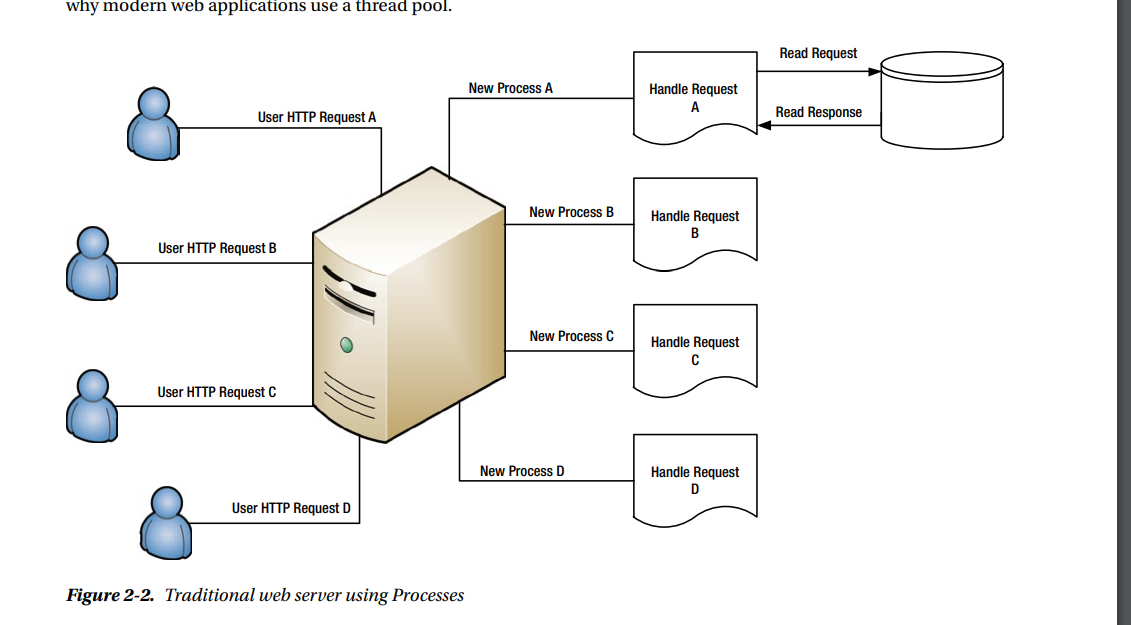 why modern web applications use a thread pool.
Read Request
New Process A
Handle Request
A
User HTTP Request A
Read Response
New Process B
Handle Request
B
User HTTP Request B
New Process C
Handle Request
C
User HTTP Request C
New Process D
Handle Request
D
User HTTP Request D
Figure 2-2. Traditional web server using Processes